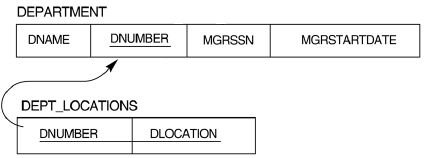 DEPARTMENT
DNAME DNUMBER MGRSSN MGRSTARTDATE
DEPT_LOCATIONS
DNUMBER DLOCATION